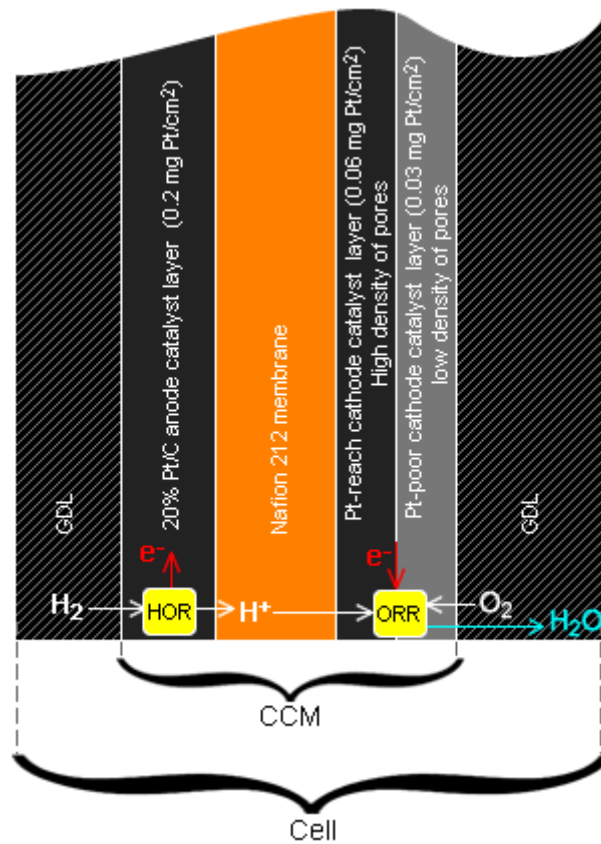 GDL
20% Pt/C anode catalyst layer (0.2 mg Pt/cm²)
Nafion 212 membrane
Pt-reach cathode catalyst layer (0.06 mg Pt/cm²)
High density of pores
Pt-poor cathode catalyst layer (0.03 mg Pt/cm²)
low density of pores
GDL
e⁻
e⁻
H₂
HOR
H⁺
ORR
O₂
H₂O
CCM
Cell